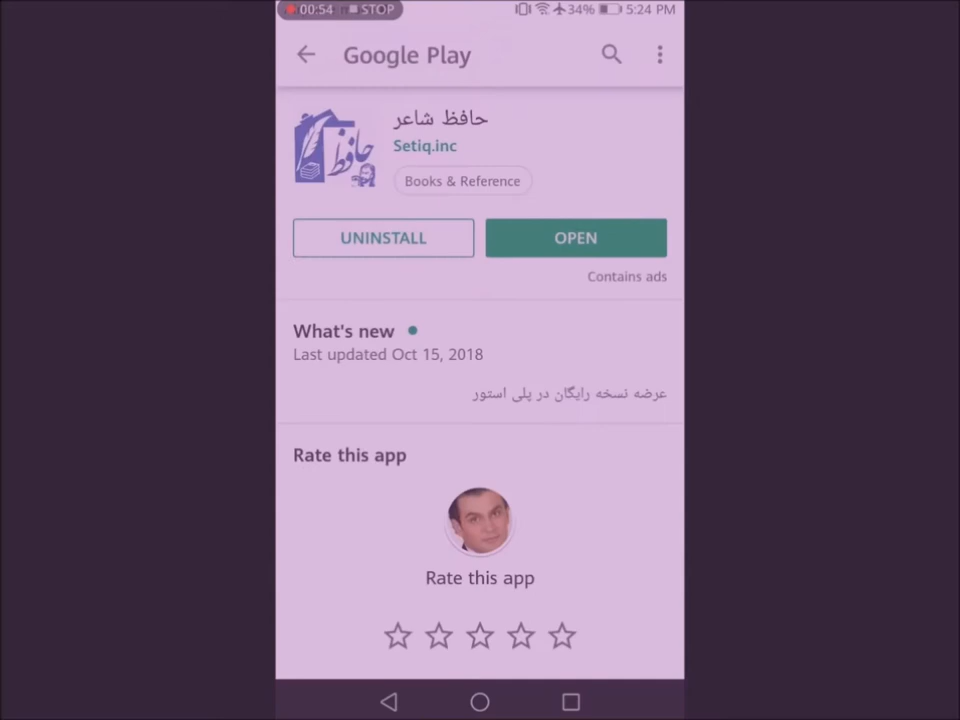 00:54 STOP
34% 5:24 PM
Google Play
حافظ شاعر
حافظ
Setiq.inc
Books & Reference
UNINSTALL
OPEN
Contains ads
What's new
Last updated Oct 15, 2018
عرضه نسخه رایگان در پلی استور
Rate this app
Rate this app